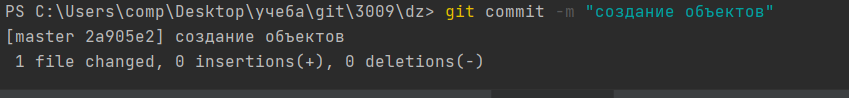 PS C:\Users\comp\Desktop\учеба\git\3009\dz> git commit -m "создание объектов"
[master 2a905e2] создание объектов
1 file changed, 0 insertions(+), 0 deletions(-)